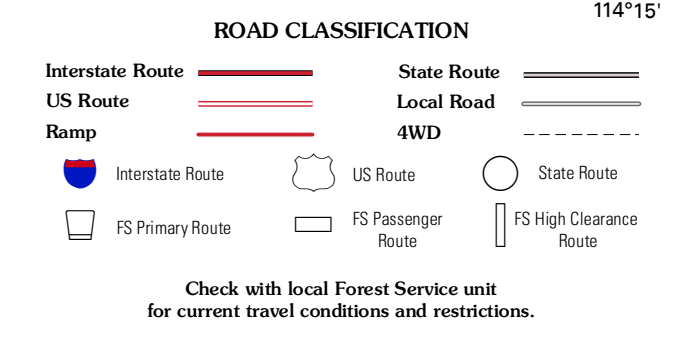 114°15'
ROAD CLASSIFICATION
Interstate Route
State Route
US Route
Local Road
Ramp
4WD
Interstate Route
US Route
State Route
FS Primary Route
FS Passenger
Route
FS High Clearance
Route
Check with local Forest Service unit
for current travel conditions and restrictions.